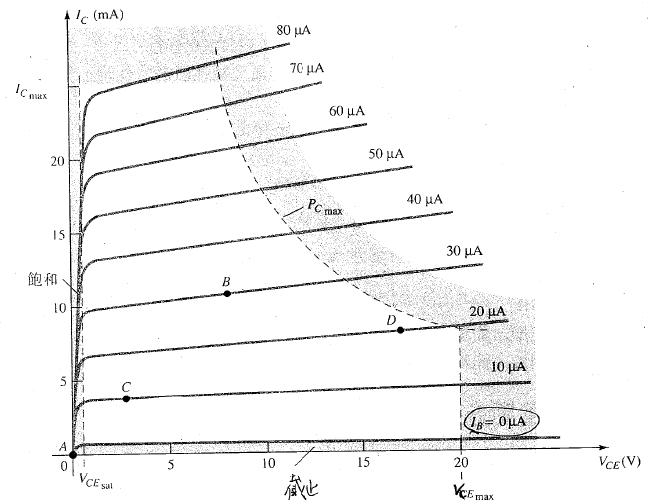 I_C (mA)
80 μA
70 μA
I_C max
60 μA
20
50 μA
P_C max
40 μA
15
30 μA
飽和
B
10
D
20 μA
10 μA
5
C
I_B = 0 μA
A
0
5
10
15
20
V_CE (V)
V_CE sat
截止
V_CE max